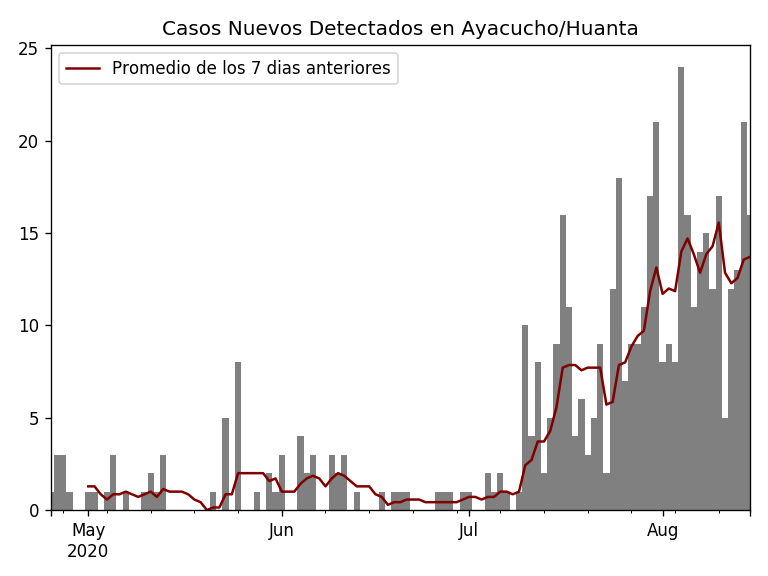 Casos Nuevos Detectados en Ayacucho/Huanta
Promedio de los 7 dias anteriores
25
20
15
10
5
0
May
2020
Jun
Jul
Aug